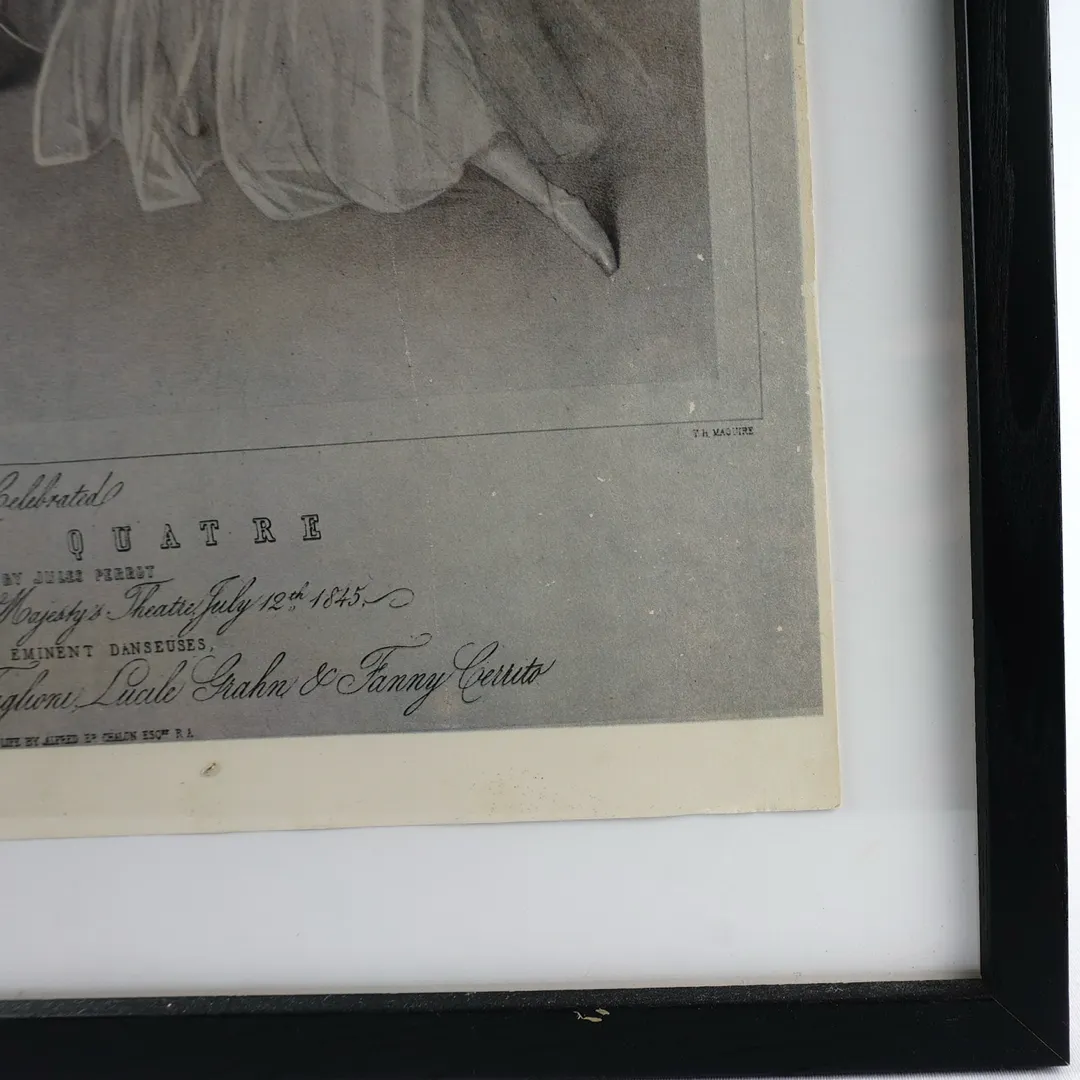 T. H. MAGUIRE
Celebrated
QUATRE
BY JULES PERROT
Majesty's Theatre, July 12th 1845.
EMINENT DANSEUSES,
Lucile Grahn & Fanny Cerrito
LIFE BY ALFRED ED. CHALON ESQRE R.A.